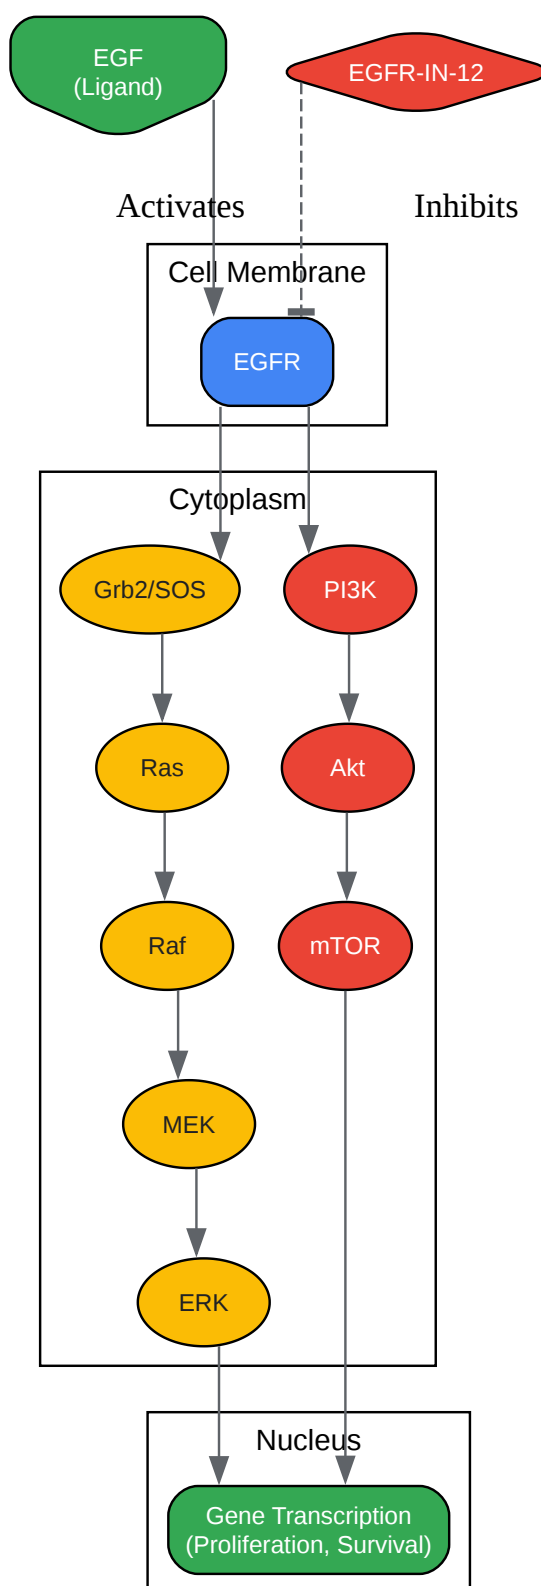 EGF
(Ligand)
EGFR-IN-12
Activates
Inhibits
Cell Membrane
EGFR
Cytoplasm
Grb2/SOS
PI3K
Ras
Akt
Raf
mTOR
MEK
ERK
Nucleus
Gene Transcription
(Proliferation, Survival)